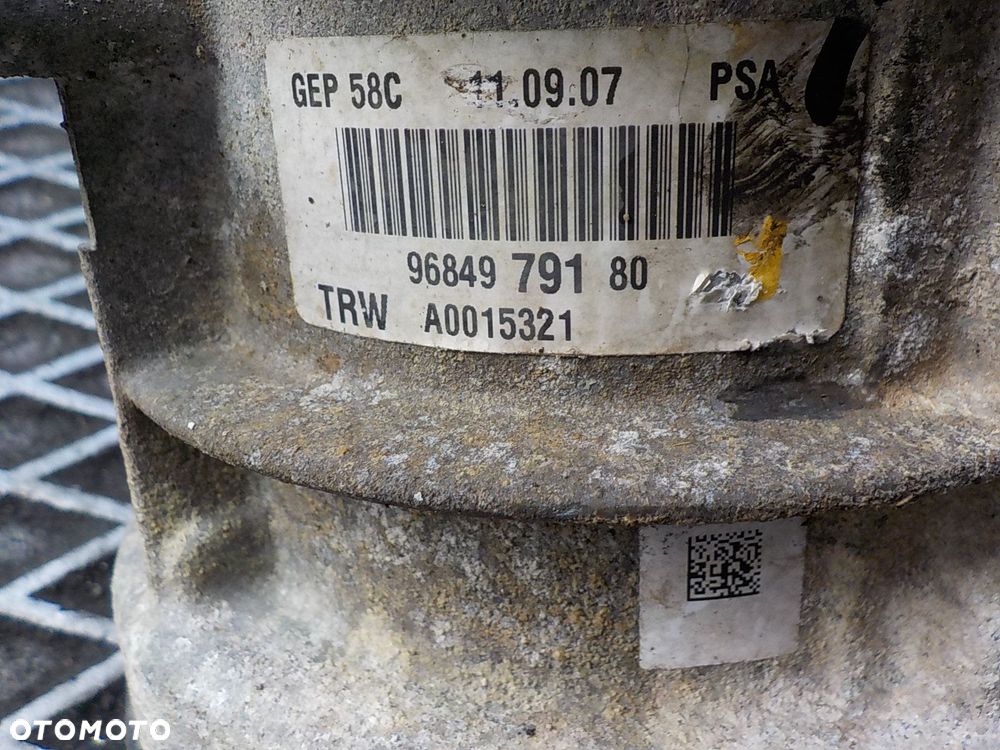 GEP 58C 11.09.07 PSA
96849 791 80
TRW A0015321
OTOMOTO